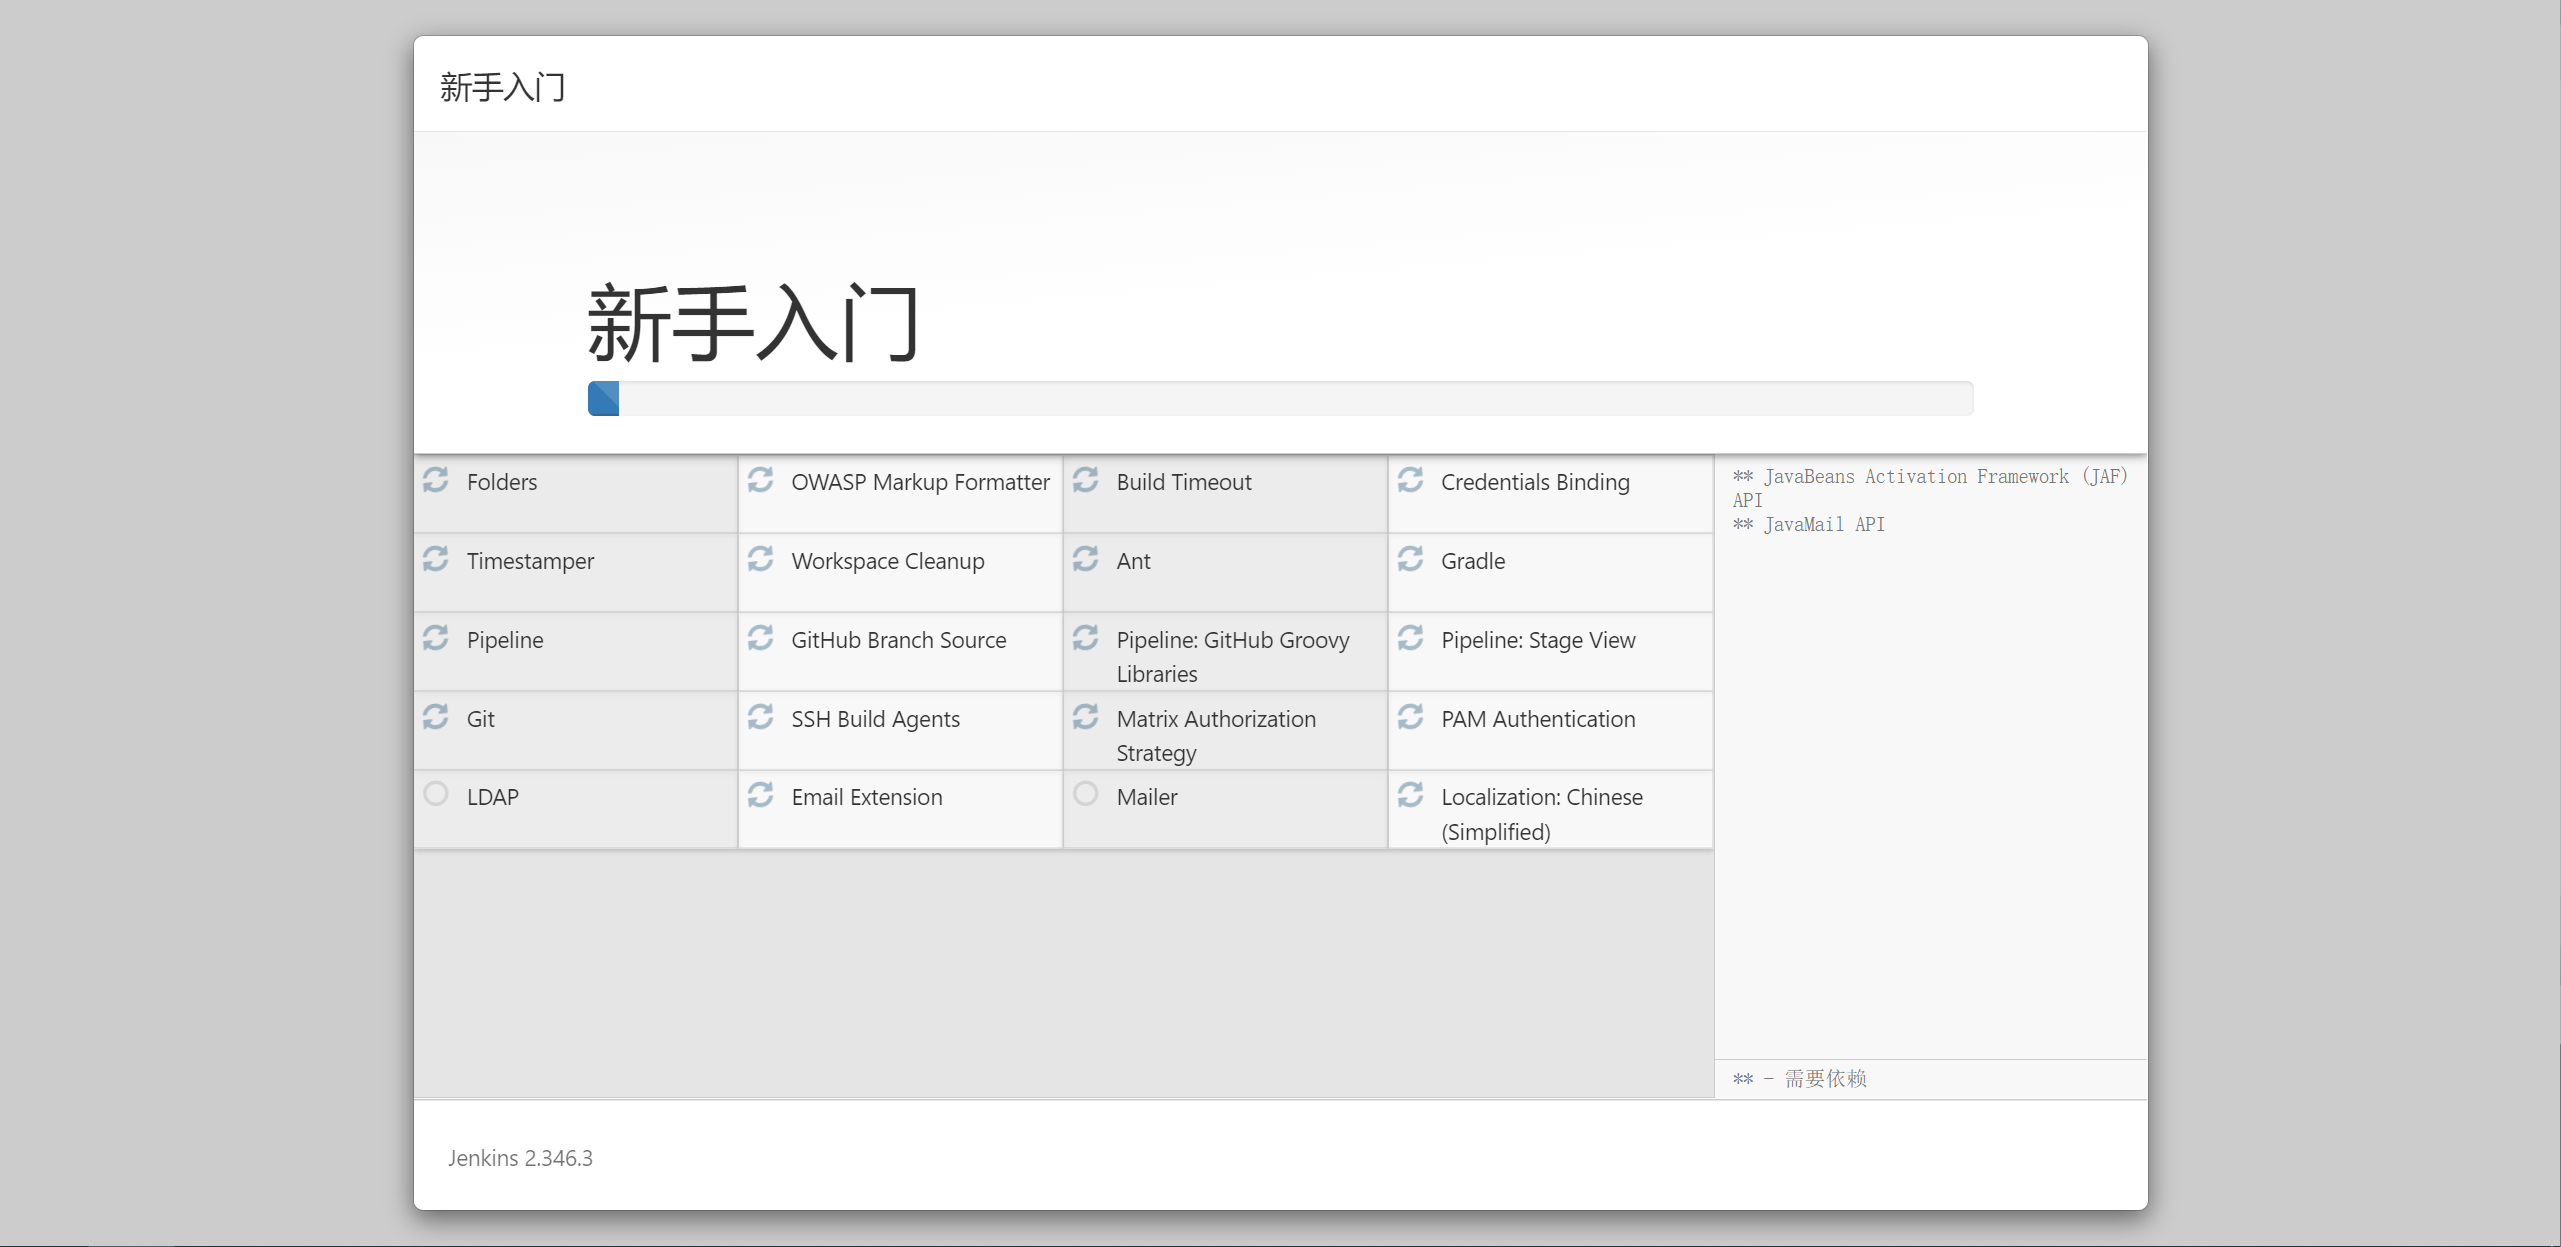 新手入门
新手入门
Folders
OWASP Markup Formatter
Build Timeout
Credentials Binding
Timestamper
Workspace Cleanup
Ant
Gradle
Pipeline
GitHub Branch Source
Pipeline: GitHub Groovy
Libraries
Pipeline: Stage View
Git
SSH Build Agents
Matrix Authorization
Strategy
PAM Authentication
LDAP
Email Extension
Mailer
Localization: Chinese
(Simplified)
** JavaBeans Activation Framework (JAF)
API
** JavaMail API
** - 需要依赖
Jenkins 2.346.3